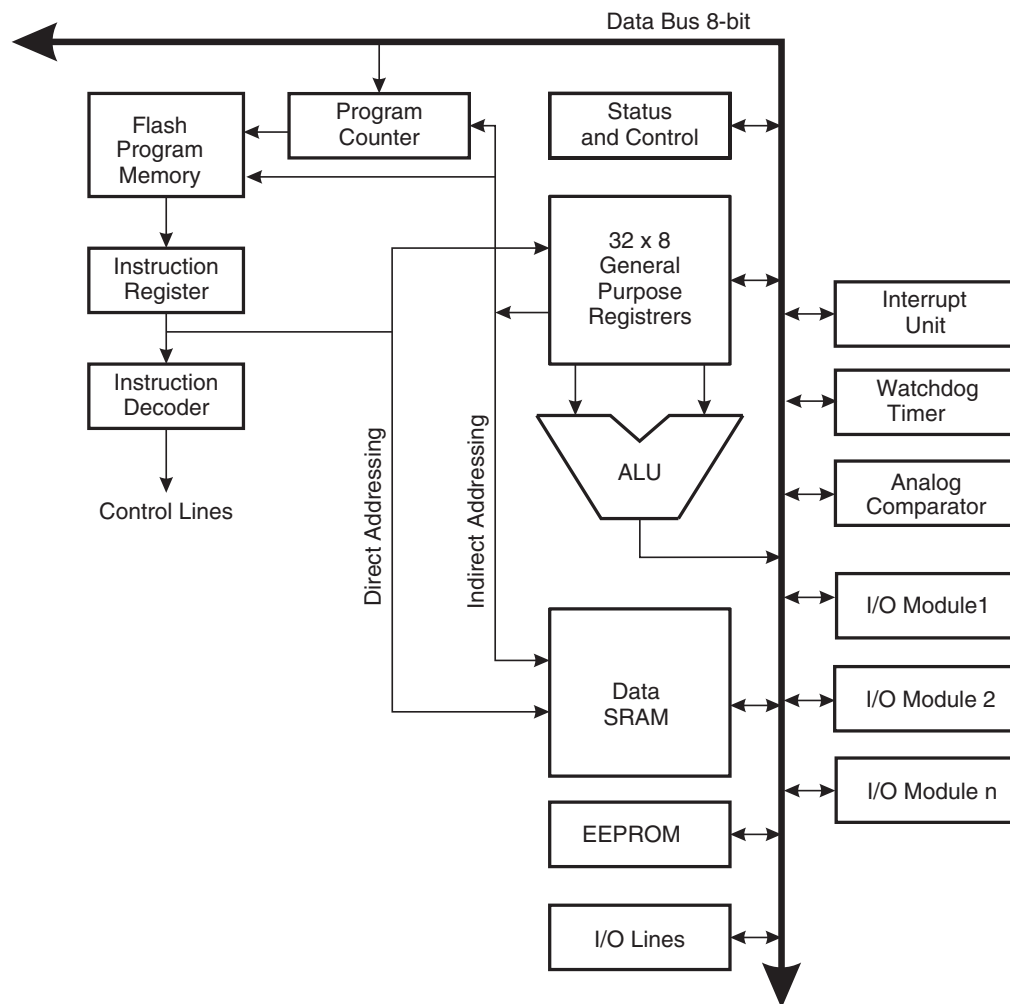 Data Bus 8-bit
Flash
Program
Memory
Program
Counter
Status
and Control
32 x 8
General
Purpose
Registrers
Instruction
Register
Instruction
Decoder
Control Lines
Direct Addressing
Indirect Addressing
ALU
Interrupt
Unit
Watchdog
Timer
Analog
Comparator
I/O Module1
Data
SRAM
I/O Module 2
I/O Module n
EEPROM
I/O Lines